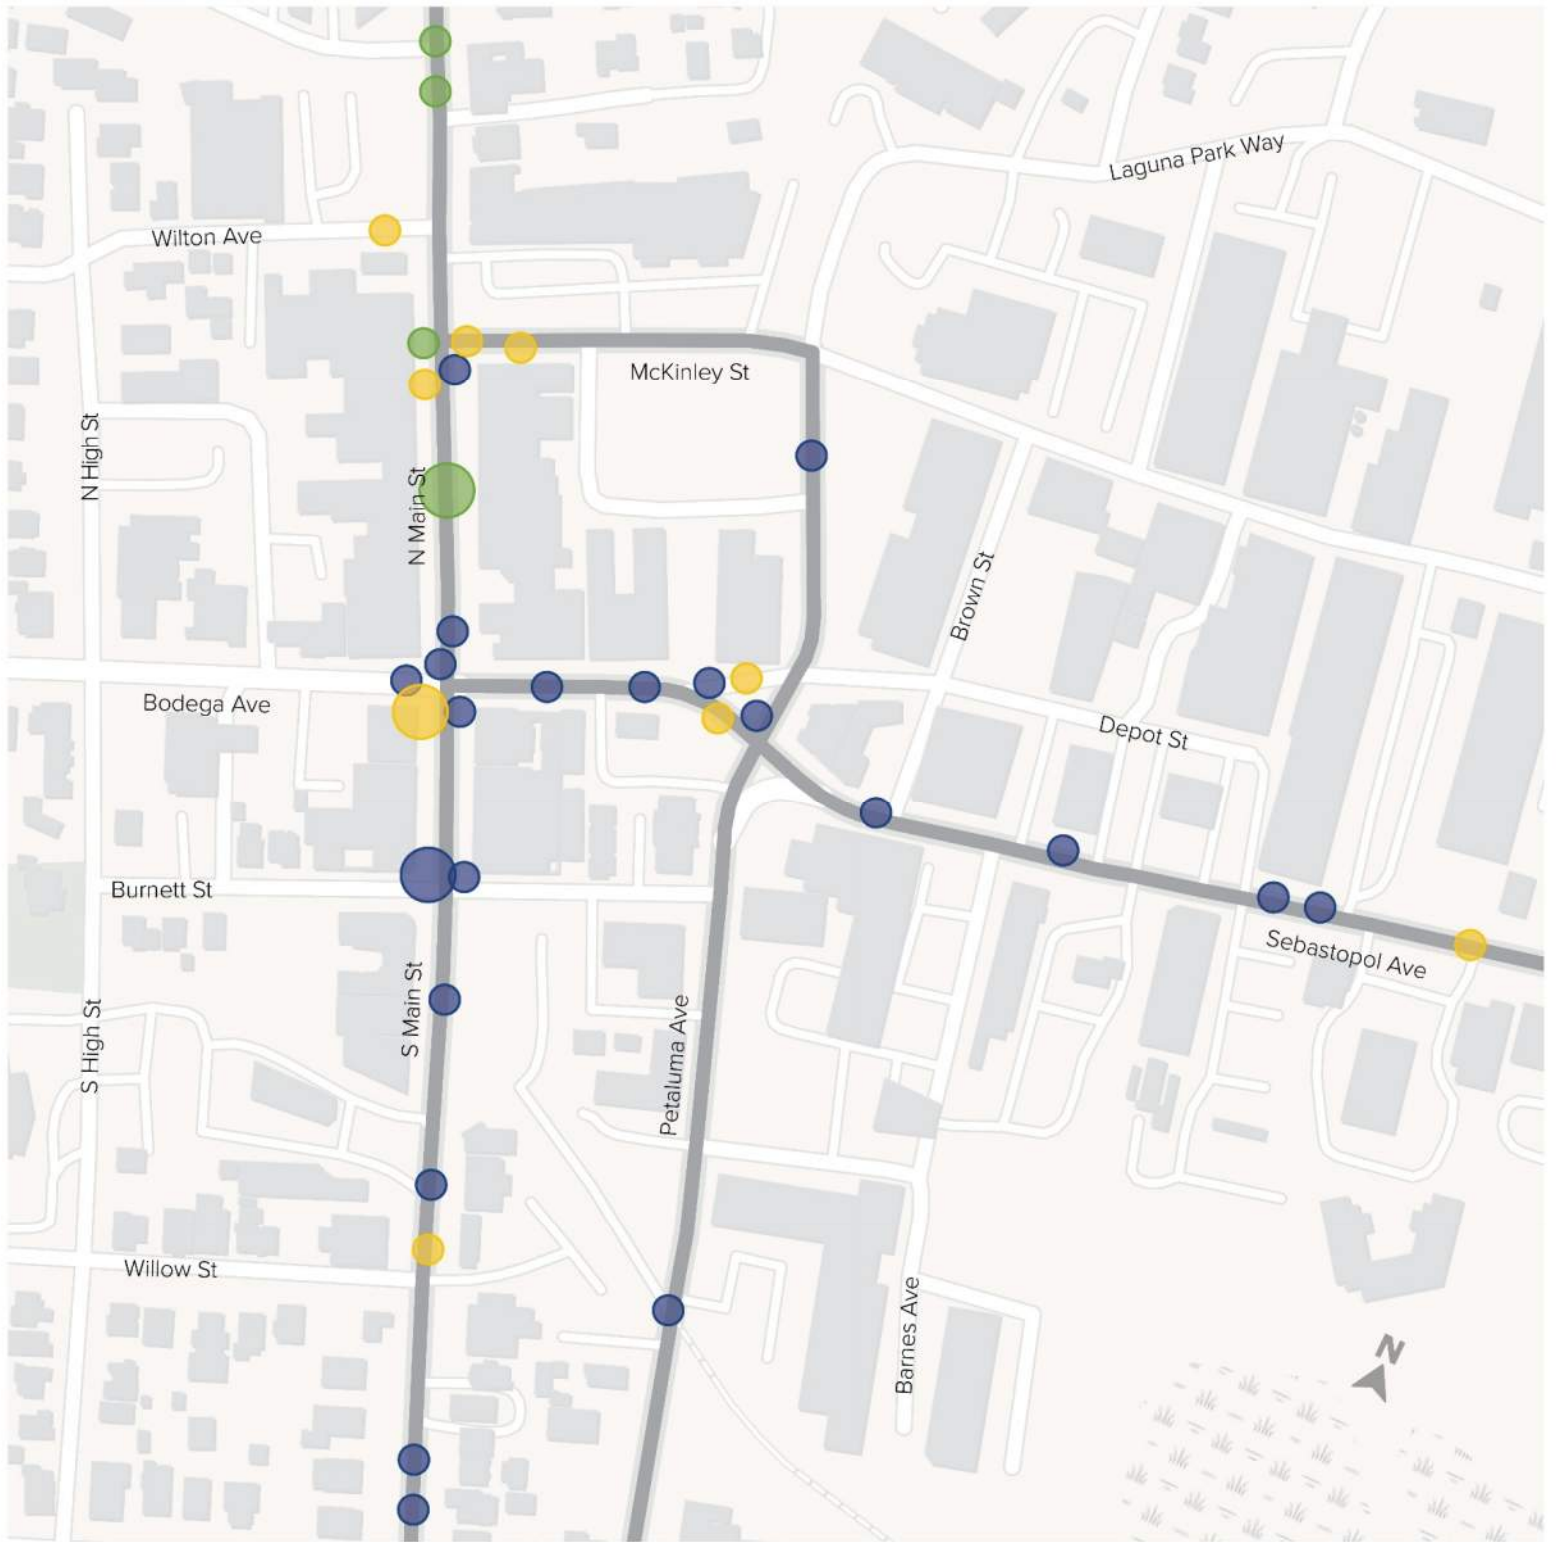 Laguna Park Way
Wilton Ave
McKinley St
N High St
N Main St
Brown St
Bodega Ave
Depot St
Burnett St
Sebastopol Ave
S Main St
S High St
Petaluma Ave
Willow St
Barnes Ave
N